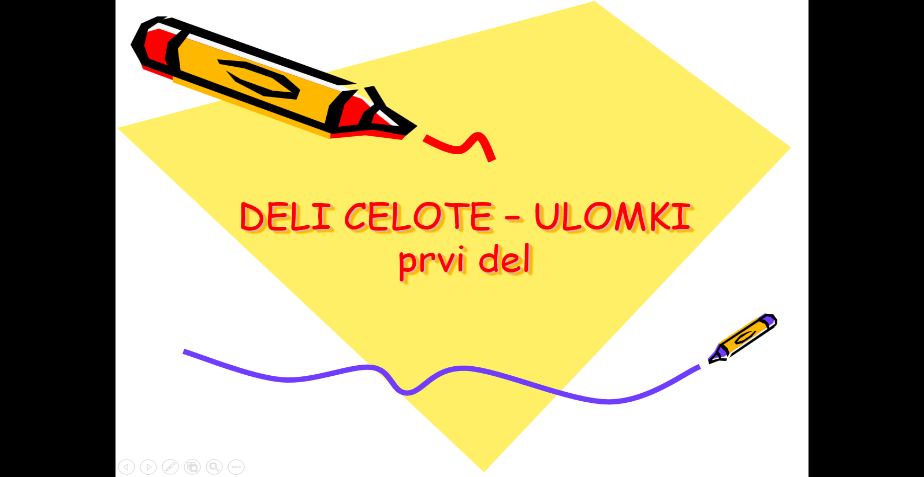 DELI CELOTE – ULOMKI
prvi del